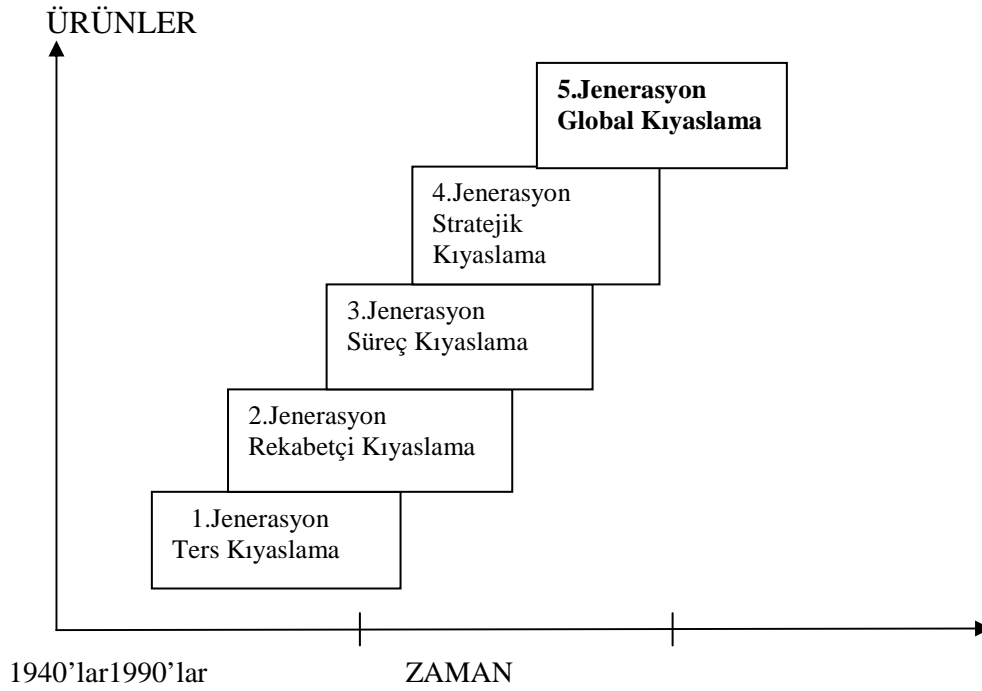 ÜRÜNLER
5.Jenerasyon
Global Kıyaslama
4.Jenerasyon
Stratejik
Kıyaslama
3.Jenerasyon
Süreç Kıyaslama
2.Jenerasyon
Rekabetçi Kıyaslama
1.Jenerasyon
Ters Kıyaslama
1940’lar1990’lar ZAMAN